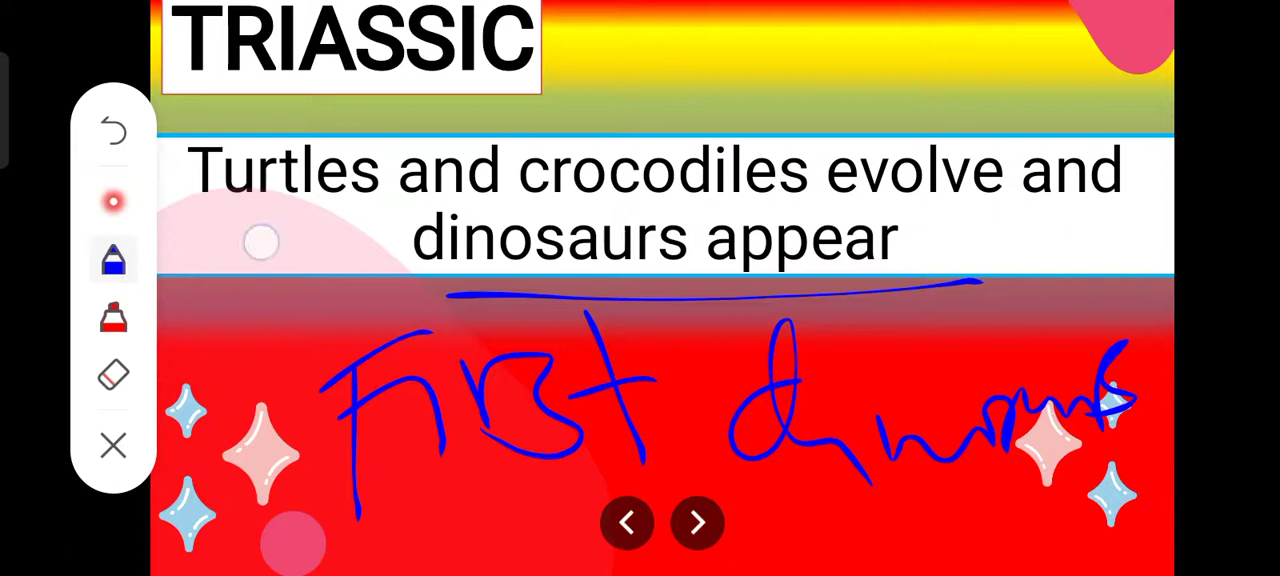 TRIASSIC
Turtles and crocodiles evolve and
dinosaurs appear
First